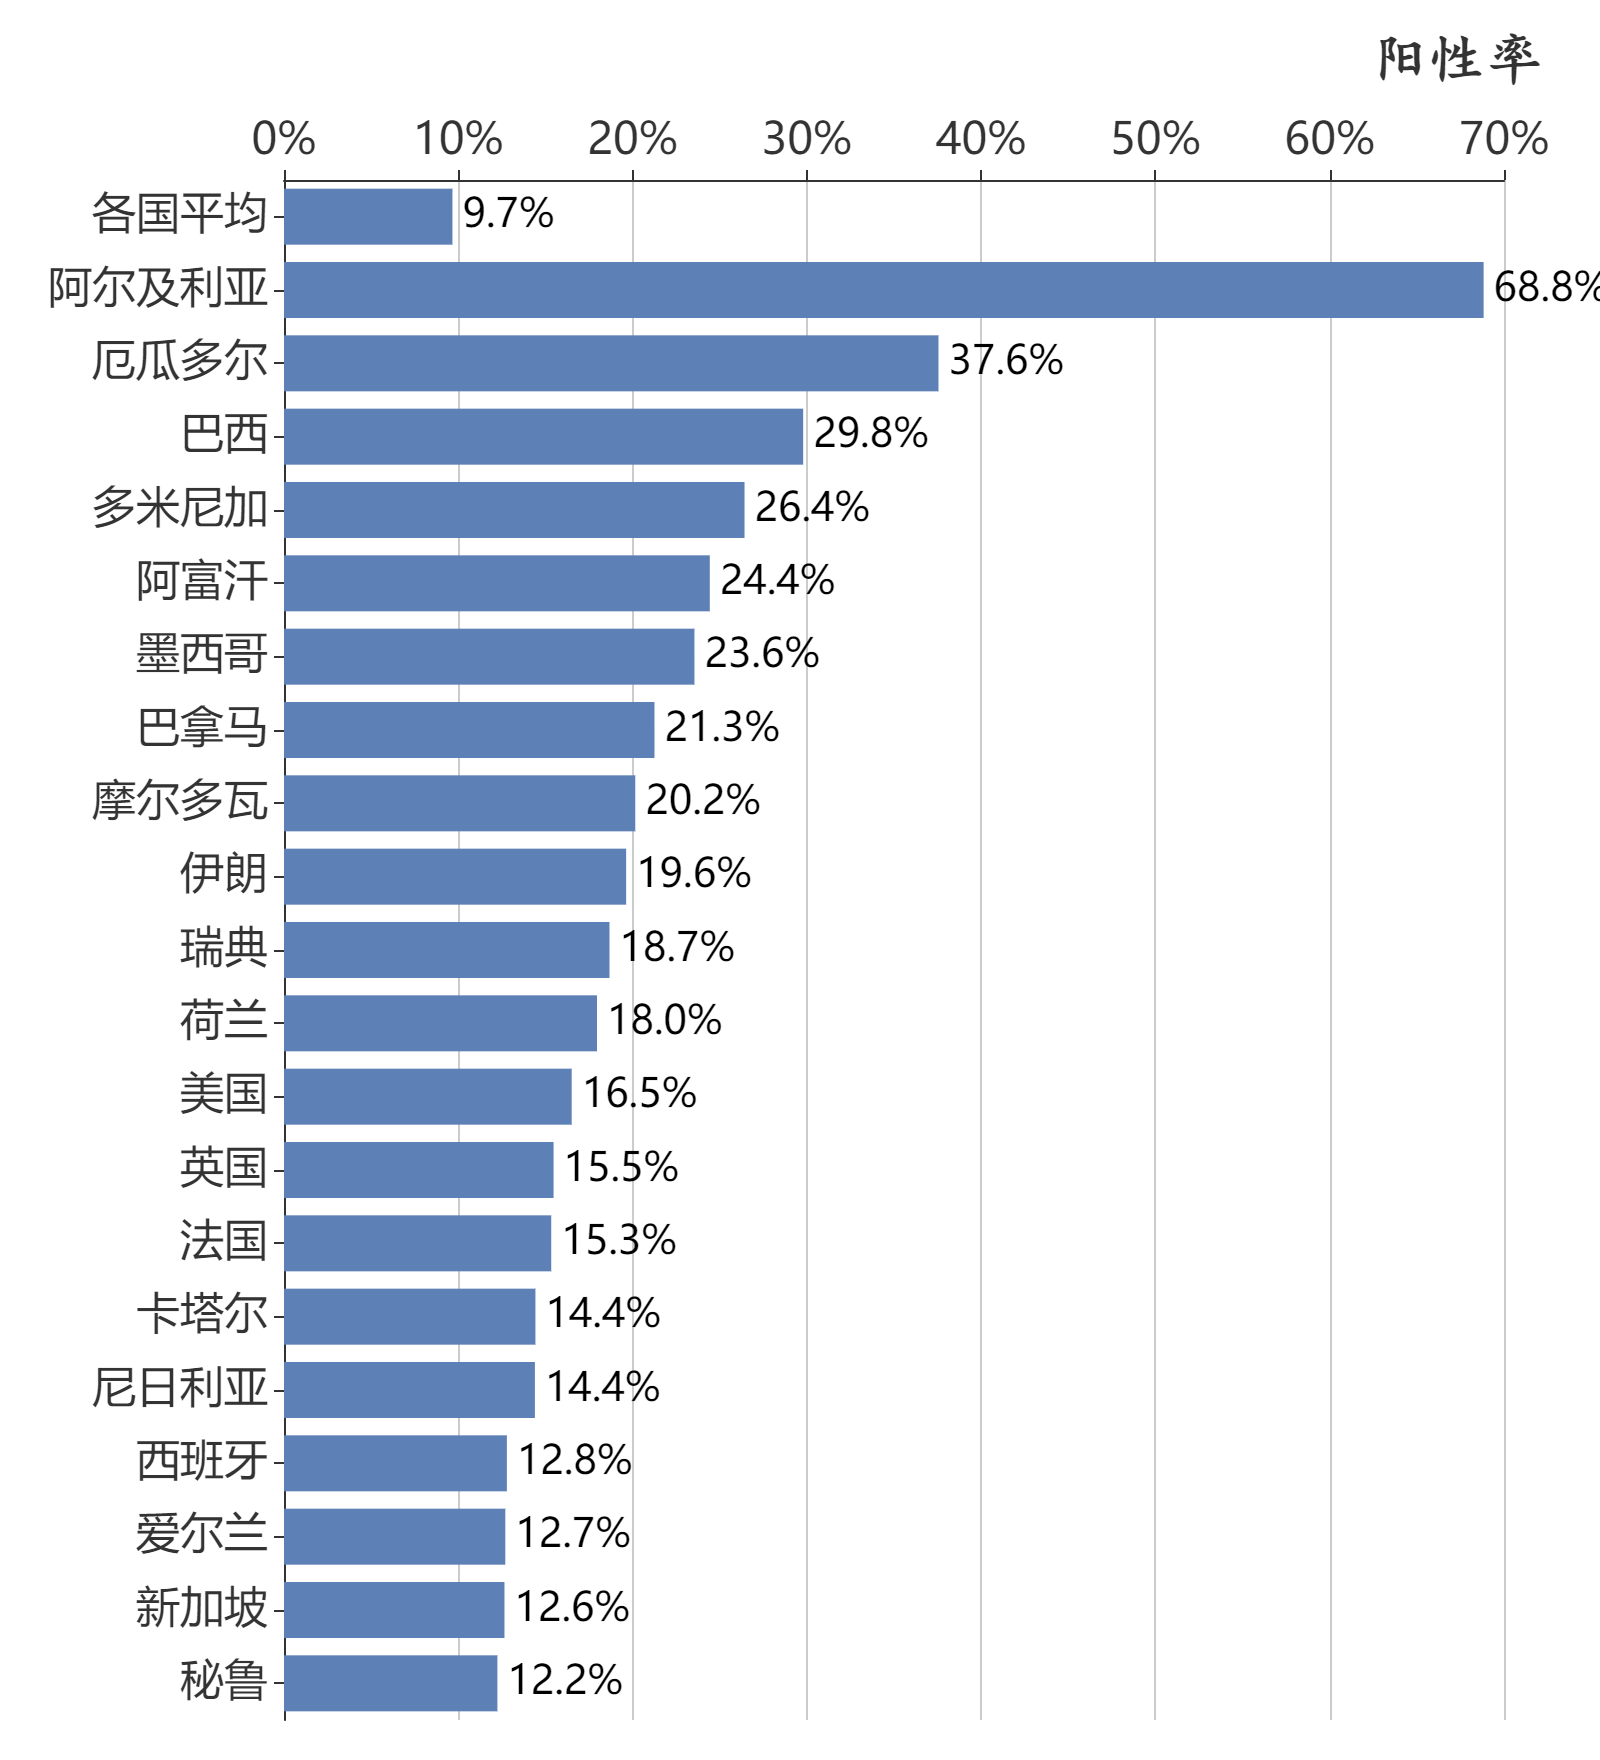 阳性率
0% 10% 20% 30% 40% 50% 60% 70%
各国平均 9.7%
阿尔及利亚 68.8%
厄瓜多尔 37.6%
巴西 29.8%
多米尼加 26.4%
阿富汗 24.4%
墨西哥 23.6%
巴拿马 21.3%
摩尔多瓦 20.2%
伊朗 19.6%
瑞典 18.7%
荷兰 18.0%
美国 16.5%
英国 15.5%
法国 15.3%
卡塔尔 14.4%
尼日利亚 14.4%
西班牙 12.8%
爱尔兰 12.7%
新加坡 12.6%
秘鲁 12.2%